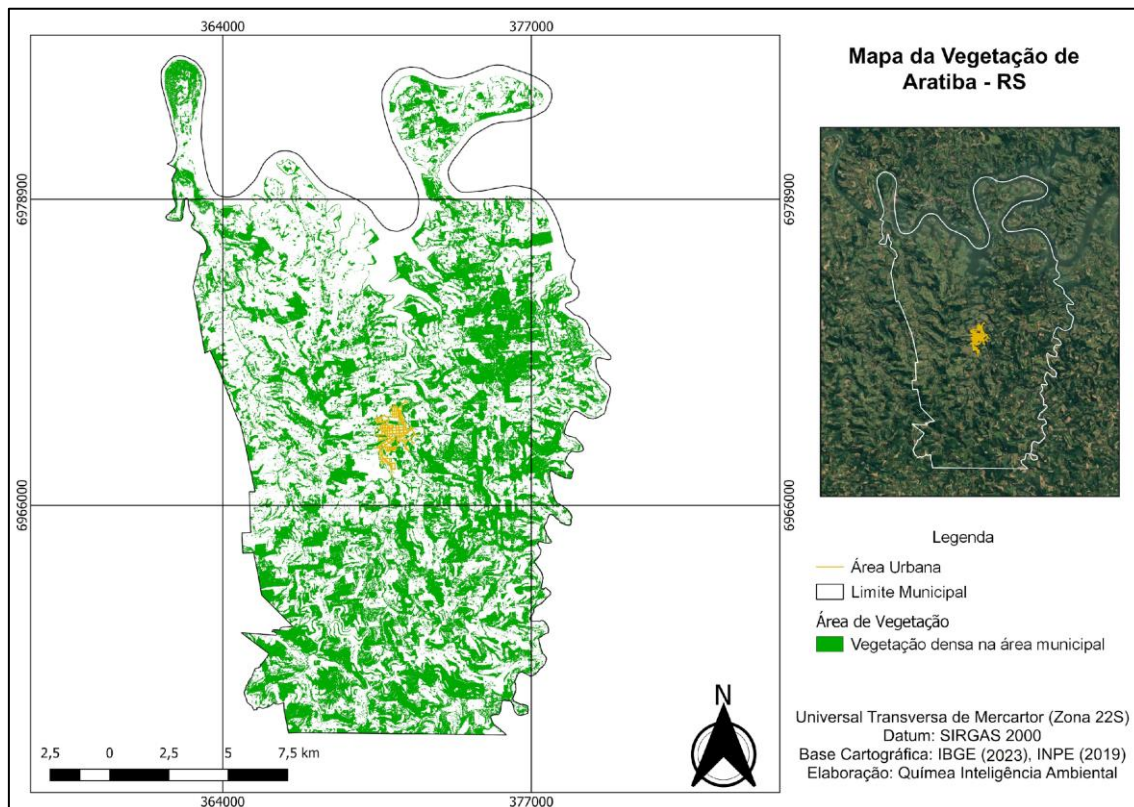 364000
377000
Mapa da Vegetação de
Aratiba - RS
6978900
6978900
6966000
6966000
Legenda
Área Urbana
Limite Municipal
Área de Vegetação
Vegetação densa na área municipal
N
Universal Transversa de Mercartor (Zona 22S)
Datum: SIRGAS 2000
Base Cartográfica: IBGE (2023), INPE (2019)
Elaboração: Químea Inteligência Ambiental
2,5 0 2,5 5 7,5 km
364000
377000